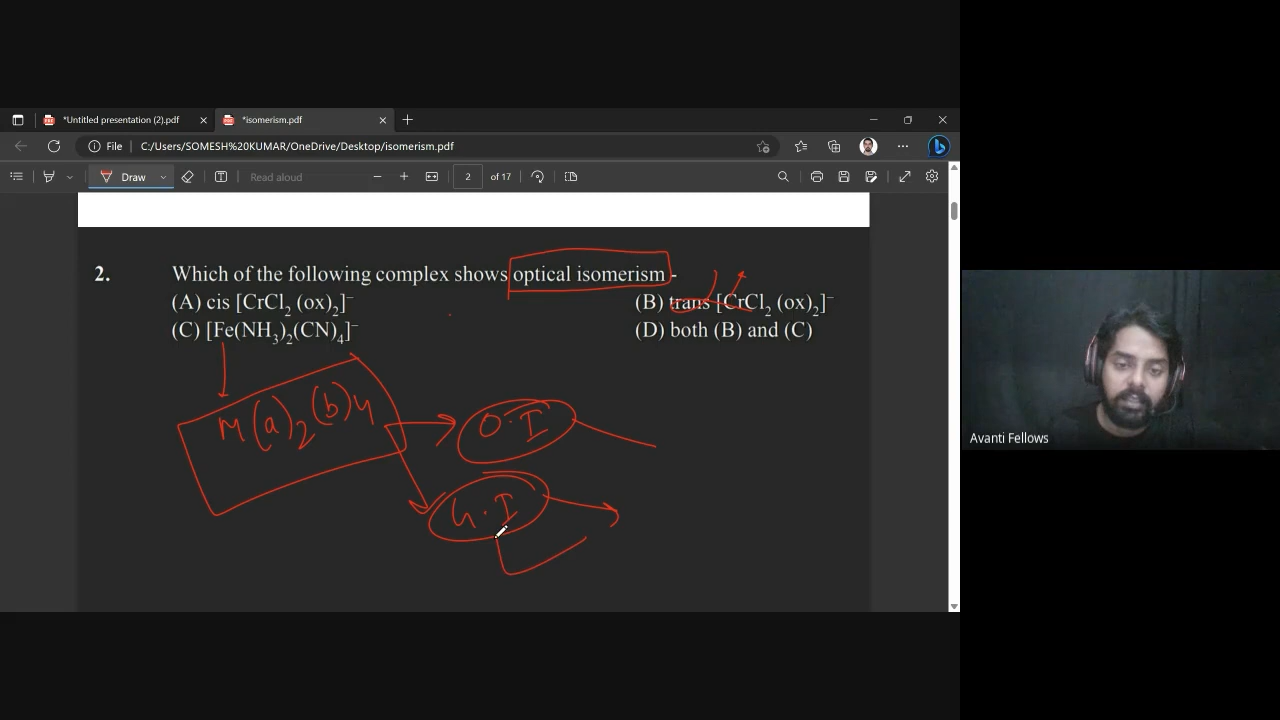 *Untitled presentation (2).pdf
*isomerism.pdf
File
C:/Users/SOMESH%20KUMAR/OneDrive/Desktop/isomerism.pdf
Draw
Read aloud
2 of 17
2. Which of the following complex shows optical isomerism -
(A) cis [CrCl₂ (ox)₂]⁻ (B) trans [CrCl₂ (ox)₂]⁻
(C) [Fe(NH₃)₂(CN)₄]⁻ (D) both (B) and (C)
M(a)₂(b)4
O.I
G.I
Avanti Fellows